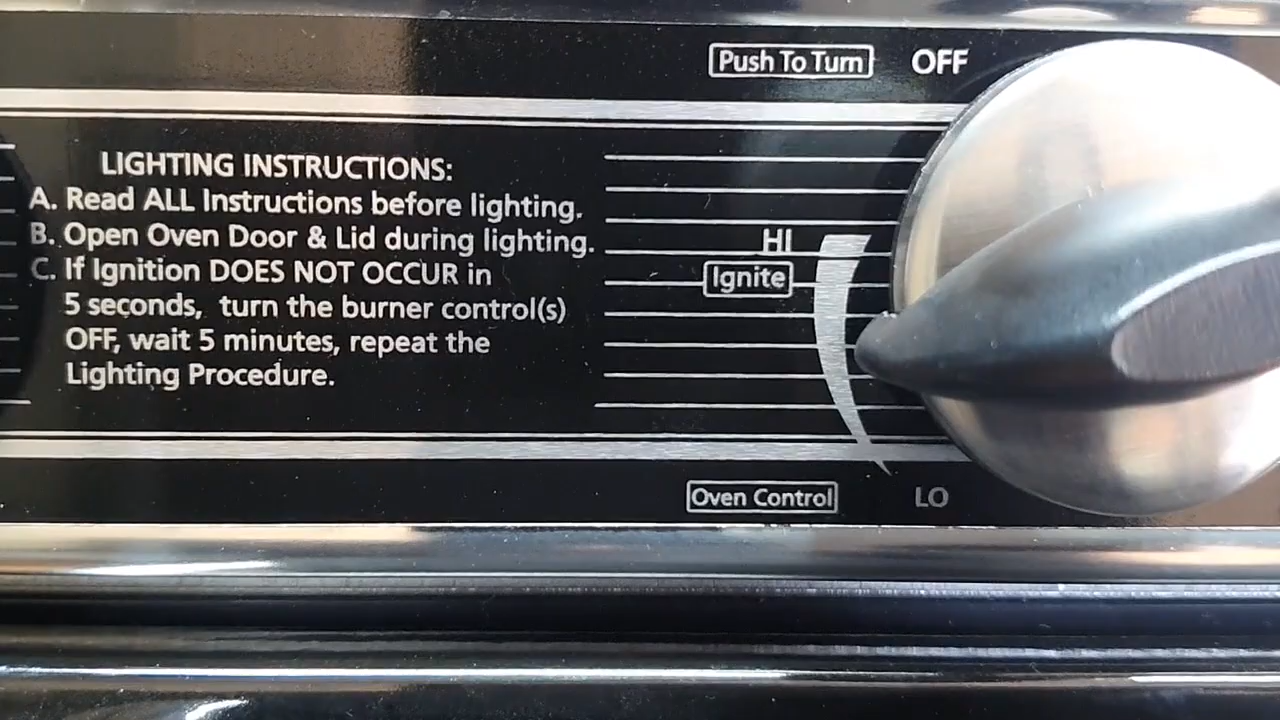 Push To Turn OFF
LIGHTING INSTRUCTIONS:
A. Read ALL Instructions before lighting.
B. Open Oven Door & Lid during lighting.
C. If Ignition DOES NOT OCCUR in
5 seconds, turn the burner control(s)
OFF, wait 5 minutes, repeat the
Lighting Procedure.
HI
Ignite
Oven Control LO